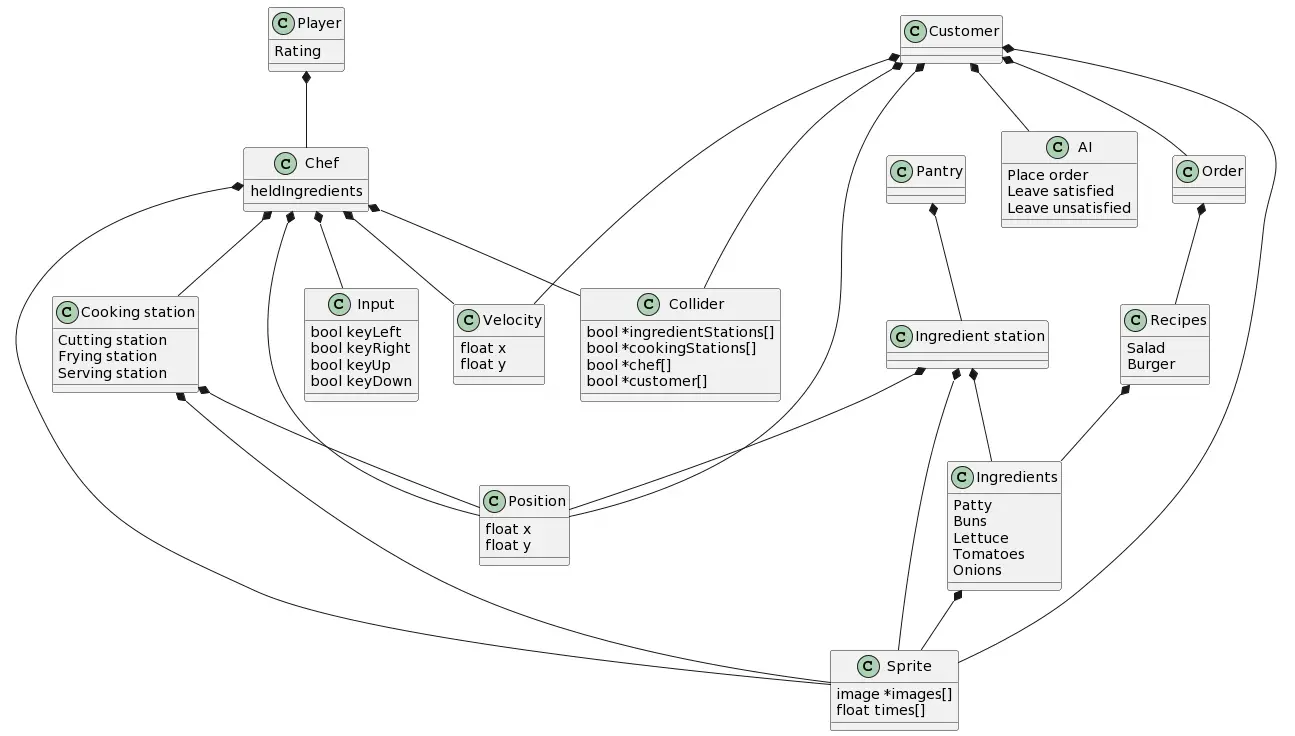 C Player
Rating
C Customer
C Chef
heldIngredients
C Pantry
C AI
Place order
Leave satisfied
Leave unsatisfied
C Order
C Cooking station
Cutting station
Frying station
Serving station
C Input
bool keyLeft
bool keyRight
bool keyUp
bool keyDown
C Velocity
float x
float y
C Collider
bool *ingredientStations[]
bool *cookingStations[]
bool *chef[]
bool *customer[]
C Ingredient station
C Recipes
Salad
Burger
C Position
float x
float y
C Ingredients
Patty
Buns
Lettuce
Tomatoes
Onions
C Sprite
image *images[]
float times[]